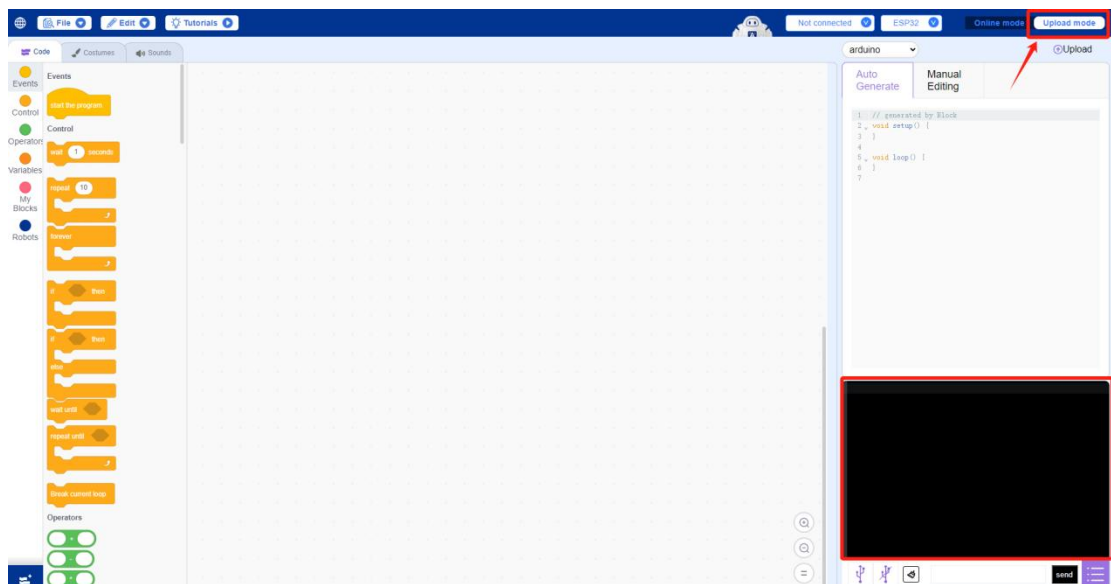 File Edit Tutorials Not connected ESP32 Online mode Upload mode
Code Costumes Sounds
arduino Upload
Events
Control
Operators
Variables
My
Blocks
Robots
Events
start the program
Control
wait 1 seconds
repeat 10
forever
if then
if then
else
wait until
repeat until
Break current loop
Operators
Auto
Generate
Manual
Editing
1 // generated by Block
2 void setup() {
3 }
4
5 void loop() {
6 }
7
send